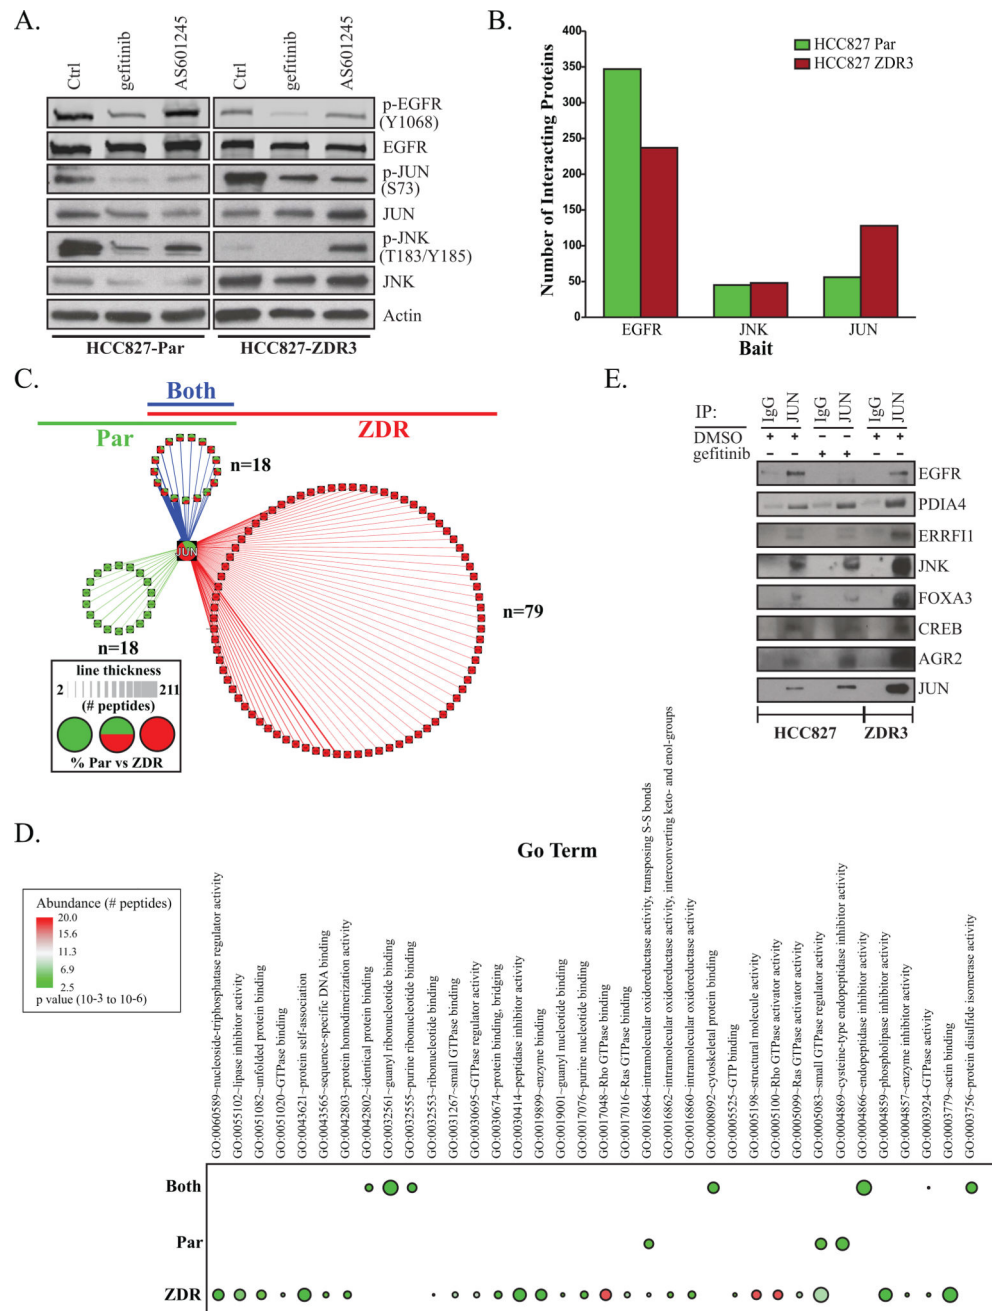 A.
Ctrl
gefitinib
AS601245
Ctrl
gefitinib
AS601245
p-EGFR
(Y1068)
EGFR
p-JUN
(S73)
JUN
p-JNK
(T183/Y185)
JNK
Actin
HCC827-Par
HCC827-ZDR3
B.
HCC827 Par
HCC827 ZDR3
Number of Interacting Proteins
400
350
300
250
200
150
100
50
0
EGFR
JNK
JUN
Bait
C.
Both
Par
ZDR
n=18
JUN
n=79
n=18
line thickness
2
211
(# peptides)
% Par vs ZDR
E.
IP:
IgG
JUN
IgG
JUN
IgG
JUN
DMSO + + - - + +
gefitinib - - + + - -
EGFR
PDIA4
ERRFI1
JNK
FOXA3
CREB
AGR2
JUN
HCC827
ZDR3
D.
Go Term
Abundance (# peptides)
20.0
15.6
11.3
6.9
2.5
p value (10-3 to 10-6)
GO:0060589~nucleoside-triphosphatase regulator activity
GO:0055102~lipase inhibitor activity
GO:0051082~unfolded protein binding
GO:0051020~GTPase binding
GO:0043621~protein self-association
GO:0043565~sequence-specific DNA binding
GO:0042803~protein homodimerization activity
GO:0042802~identical protein binding
GO:0032561~guanyl ribonucleotide binding
GO:0032555~purine ribonucleotide binding
GO:0032553~ribonucleotide binding
GO:0031267~small GTPase binding
GO:0030695~GTPase regulator activity
GO:0030674~protein binding, bridging
GO:0030414~peptidase inhibitor activity
GO:0019899~enzyme binding
GO:0019001~guanyl nucleotide binding
GO:0017076~purine nucleotide binding
GO:0017048~Rho GTPase binding
GO:0017016~Ras GTPase binding
GO:0016864~intramolecular oxidoreductase activity, transposing S-S bonds
GO:0016862~intramolecular oxidoreductase activity, interconverting keto- and enol-groups
GO:0016860~intramolecular oxidoreductase activity
GO:0008092~cytoskeletal protein binding
GO:0005525~GTP binding
GO:0005198~structural molecule activity
GO:0005100~Rho GTPase activator activity
GO:0005099~Ras GTPase activator activity
GO:0005083~small GTPase regulator activity
GO:0004869~cysteine-type endopeptidase inhibitor activity
GO:0004866~endopeptidase inhibitor activity
GO:0004859~phospholipase inhibitor activity
GO:0004857~enzyme inhibitor activity
GO:0003924~GTPase activity
GO:0003779~actin binding
GO:0003756~protein disulfide isomerase activity
Both
Par
ZDR